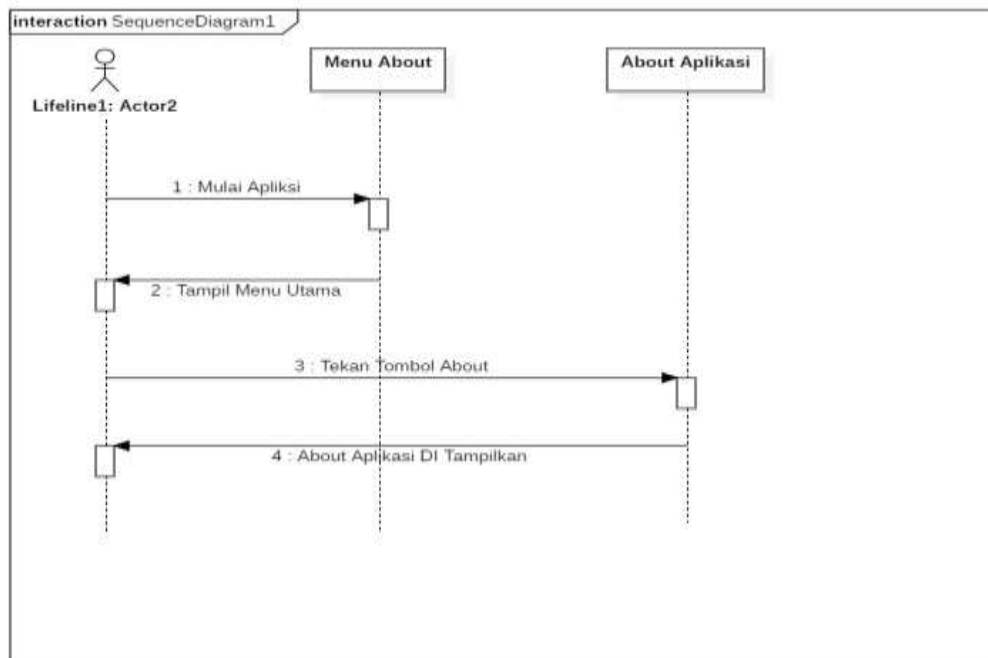 interaction SequenceDiagram1
Menu About
About Aplikasi
Lifeline1: Actor2
1 : Mulai Apliksi
2 : Tampil Menu Utama
3 : Tekan Tombol About
4 : About Aplikasi DI Tampilkan